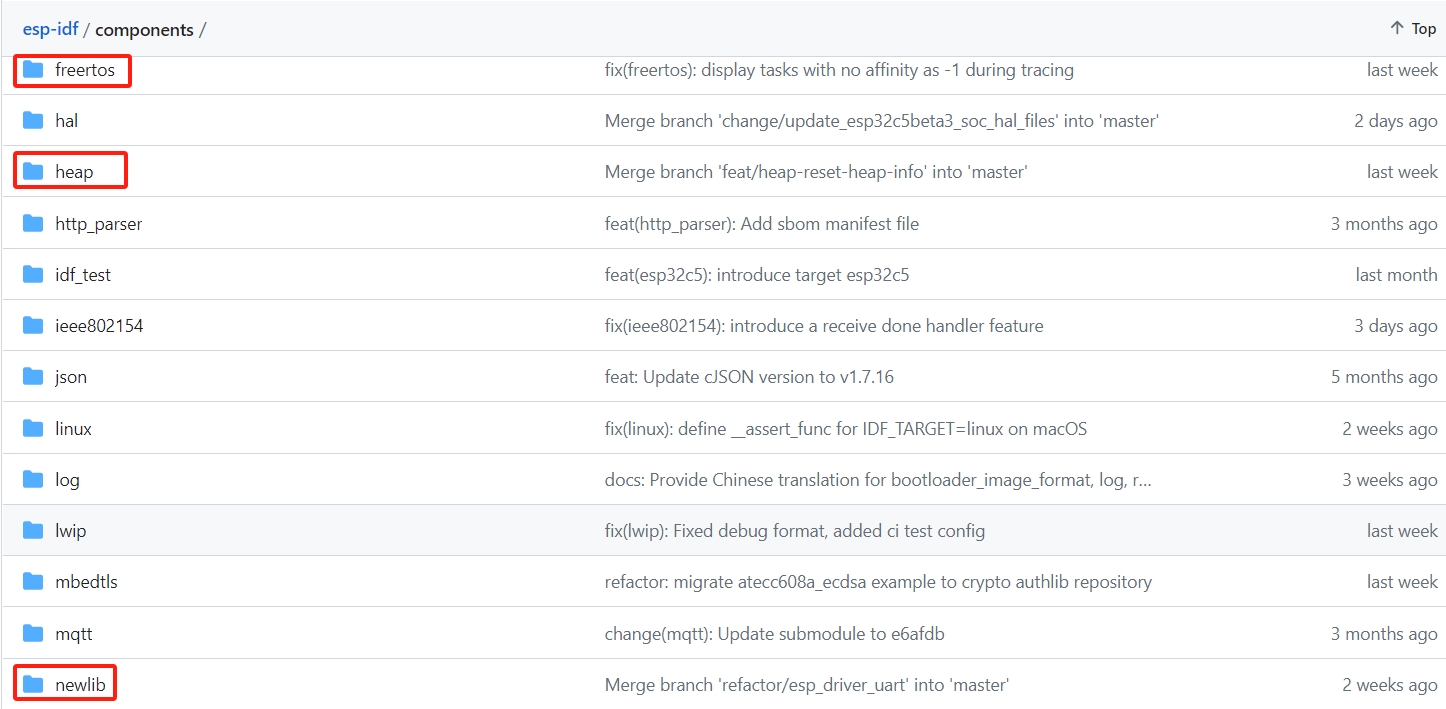 esp-idf / components / Top
freertos fix(freertos): display tasks with no affinity as -1 during tracing last week
hal Merge branch 'change/update_esp32c5beta3_soc_hal_files' into 'master' 2 days ago
heap Merge branch 'feat/heap-reset-heap-info' into 'master' last week
http_parser feat(http_parser): Add sbom manifest file 3 months ago
idf_test feat(esp32c5): introduce target esp32c5 last month
ieee802154 fix(ieee802154): introduce a receive done handler feature 3 days ago
json feat: Update cJSON version to v1.7.16 5 months ago
linux fix(linux): define __assert_func for IDF_TARGET=linux on macOS 2 weeks ago
log docs: Provide Chinese translation for bootloader_image_format, log, r... 3 weeks ago
lwip fix(lwip): Fixed debug format, added ci test config last week
mbedtls refactor: migrate atecc608a_ecdsa example to crypto authlib repository last week
mqtt change(mqtt): Update submodule to e6afdb 3 months ago
newlib Merge branch 'refactor/esp_driver_uart' into 'master' 2 weeks ago